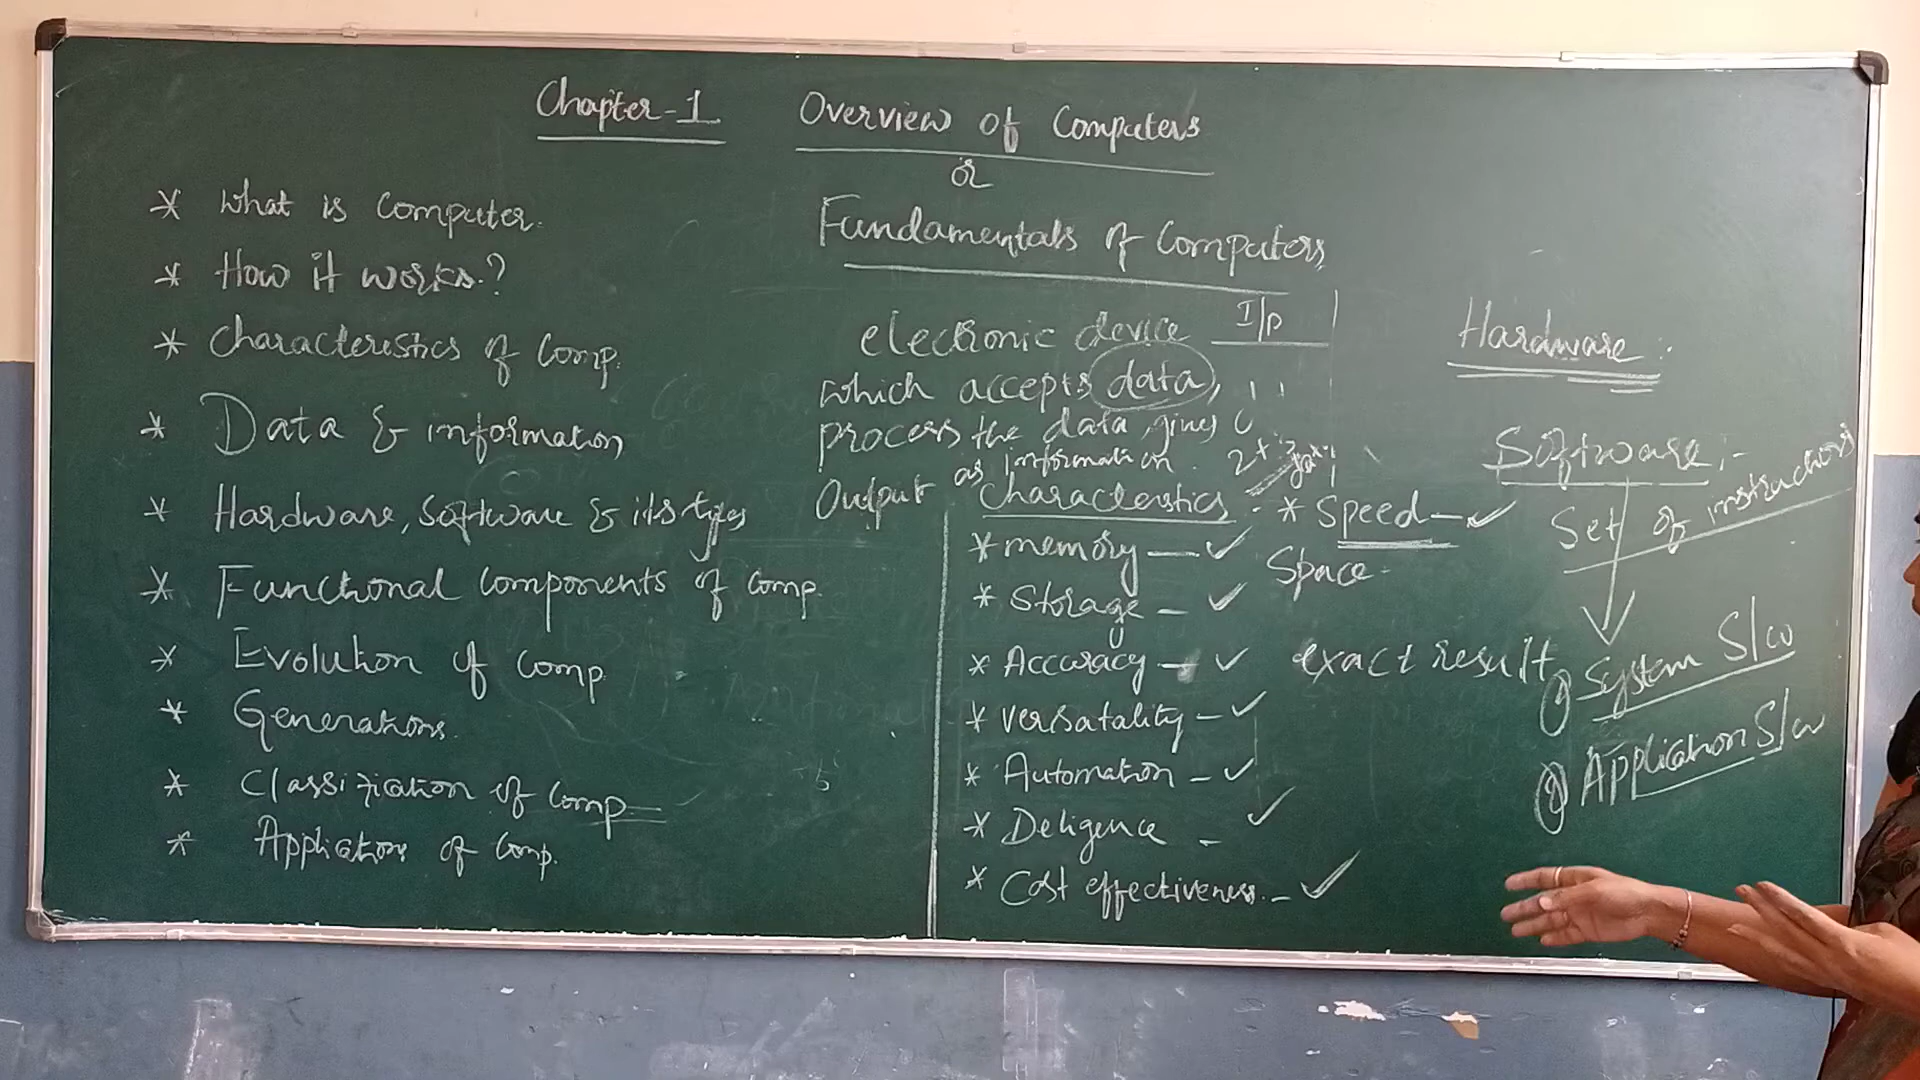 Chapter-1 Overview of Computers
or
Fundamentals of Computers
* What is Computer.
* How it works.?
* Characteristics of Comp.
* Data & information
* Hardware, Software & its types
* Functional Components of Comp.
* Evolution of Comp
* Generations.
* Classification of Comp
* Applications of Comp.
electronic device I/p
which accepts data,
process the data, gives
Output as information.
Characteristics
* Speed - ✓
* memory - ✓
Space
* Storage - ✓
* Accuracy - ✓ exact result
* Versatality - ✓
* Automation - ✓
* Deligence - ✓
* Cost effectiveness. - ✓
Hardware:
Software:-
Set of instructions
① System S/w
② Application S/w